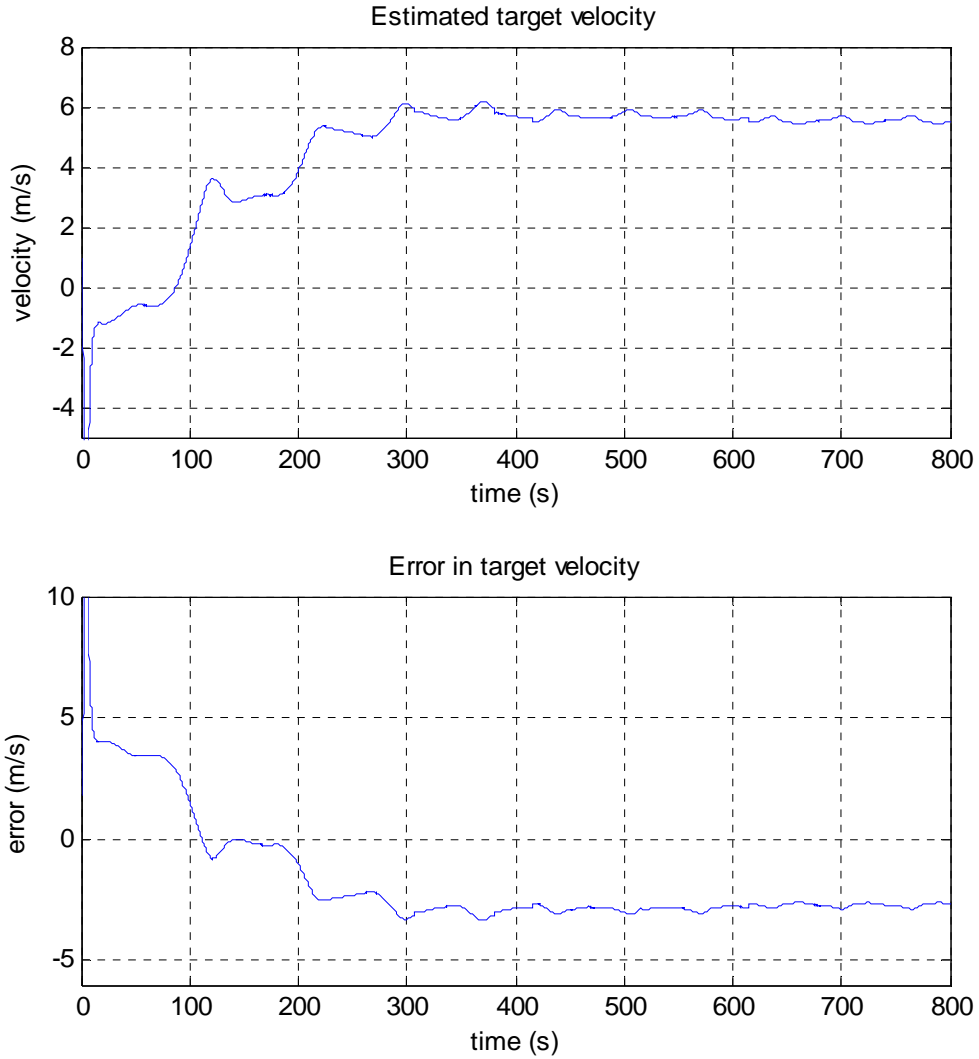 Estimated target velocity
8
6
4
2
0
-2
-4
velocity (m/s)
0 100 200 300 400 500 600 700 800
time (s)
Error in target velocity
10
5
0
-5
error (m/s)
0 100 200 300 400 500 600 700 800
time (s)